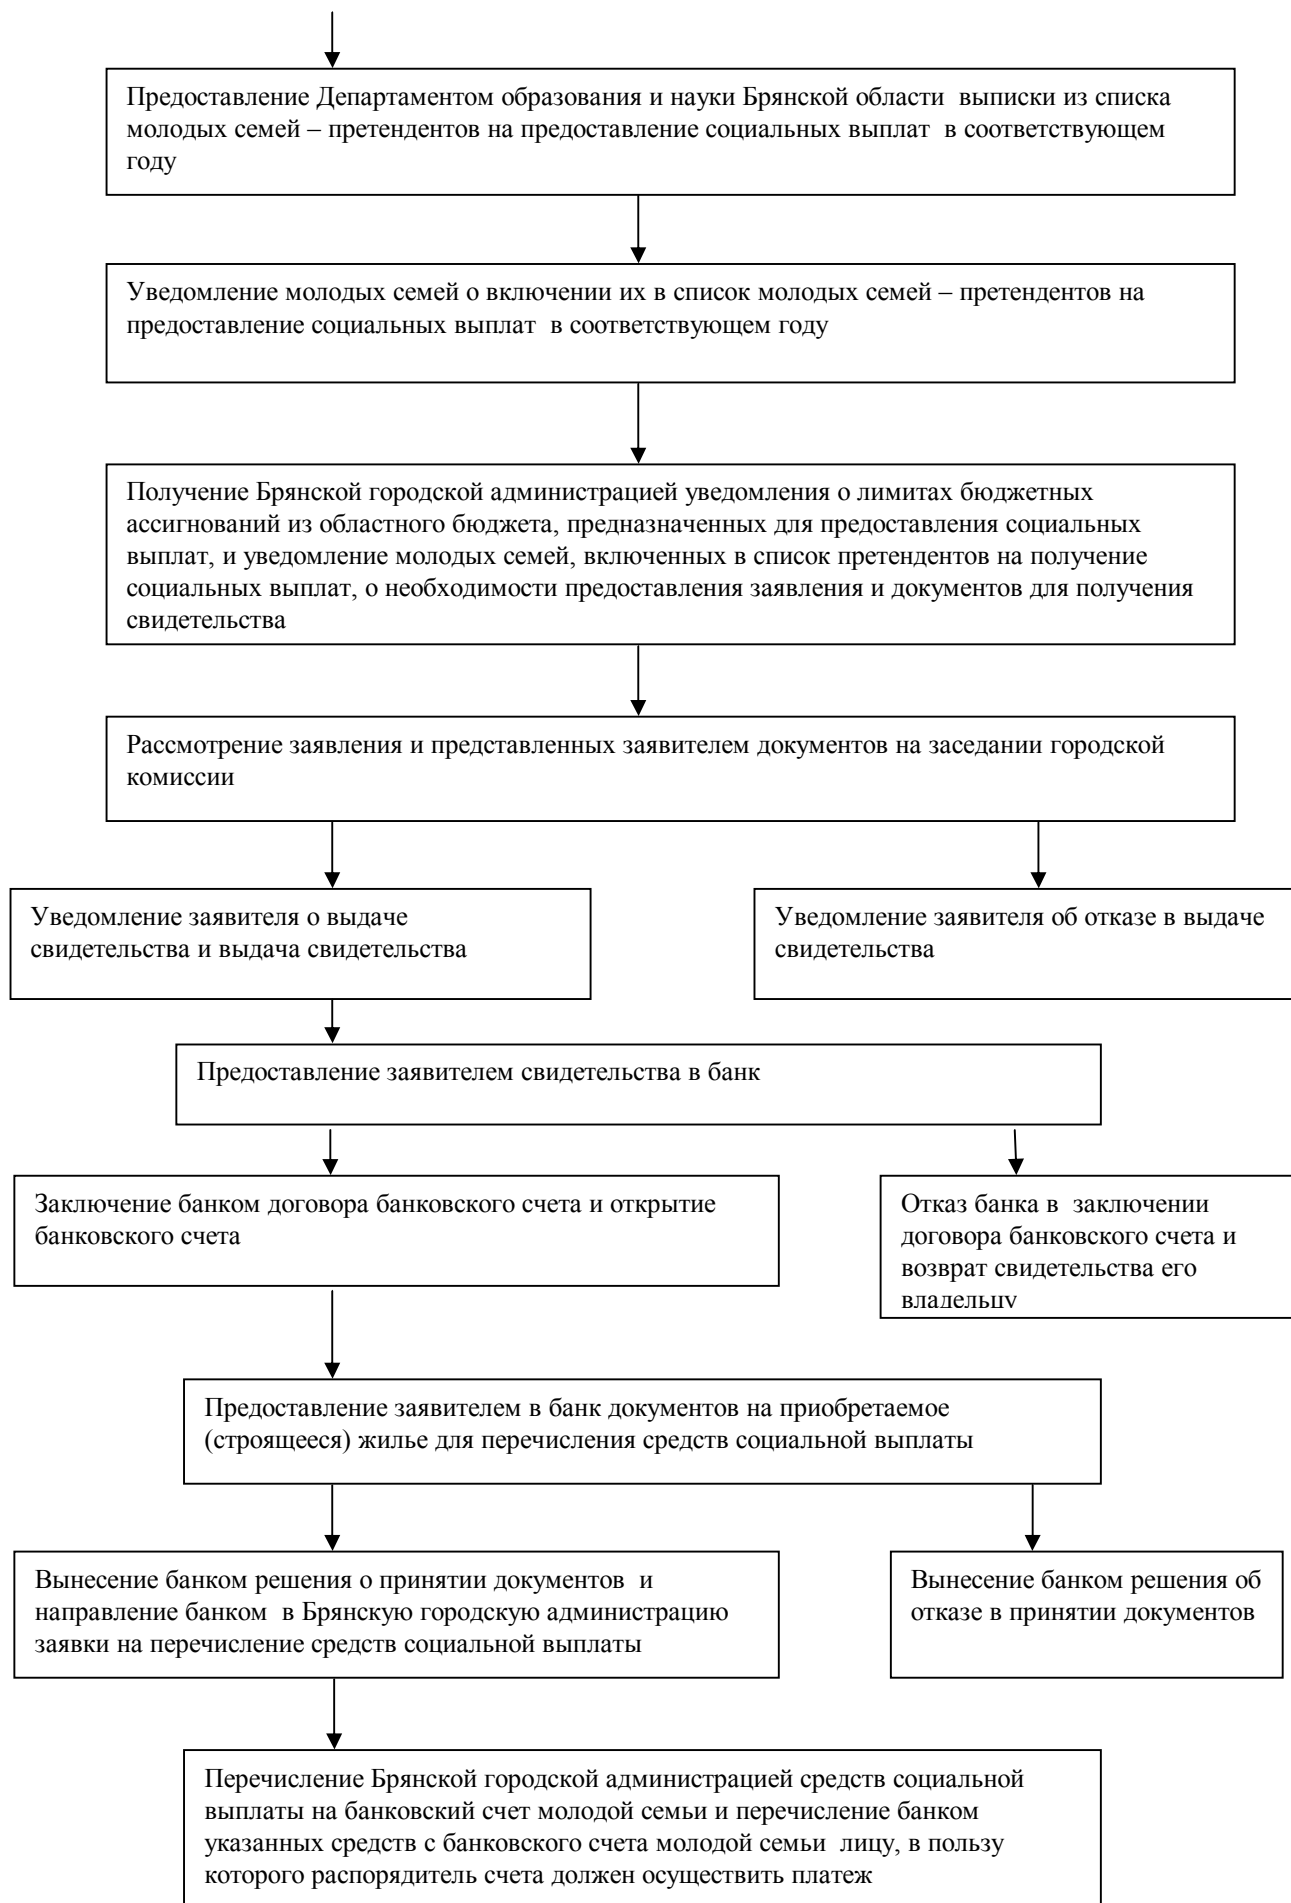 Предоставление Департаментом образования и науки Брянской области выписки из списка
молодых семей – претендентов на предоставление социальных выплат в соответствующем
году
Уведомление молодых семей о включении их в список молодых семей – претендентов на
предоставление социальных выплат в соответствующем году
Получение Брянской городской администрацией уведомления о лимитах бюджетных
ассигнований из областного бюджета, предназначенных для предоставления социальных
выплат, и уведомление молодых семей, включенных в список претендентов на получение
социальных выплат, о необходимости предоставления заявления и документов для получения
свидетельства
Рассмотрение заявления и представленных заявителем документов на заседании городской
комиссии
Уведомление заявителя о выдаче
свидетельства и выдача свидетельства
Уведомление заявителя об отказе в выдаче
свидетельства
Предоставление заявителем свидетельства в банк
Заключение банком договора банковского счета и открытие
банковского счета
Отказ банка в заключении
договора банковского счета и
возврат свидетельства его
владельцу
Предоставление заявителем в банк документов на приобретаемое
(строящееся) жилье для перечисления средств социальной выплаты
Вынесение банком решения о принятии документов и
направление банком в Брянскую городскую администрацию
заявки на перечисление средств социальной выплаты
Вынесение банком решения об
отказе в принятии документов
Перечисление Брянской городской администрацией средств социальной
выплаты на банковский счет молодой семьи и перечисление банком
указанных средств с банковского счета молодой семьи лицу, в пользу
которого распорядитель счета должен осуществить платеж